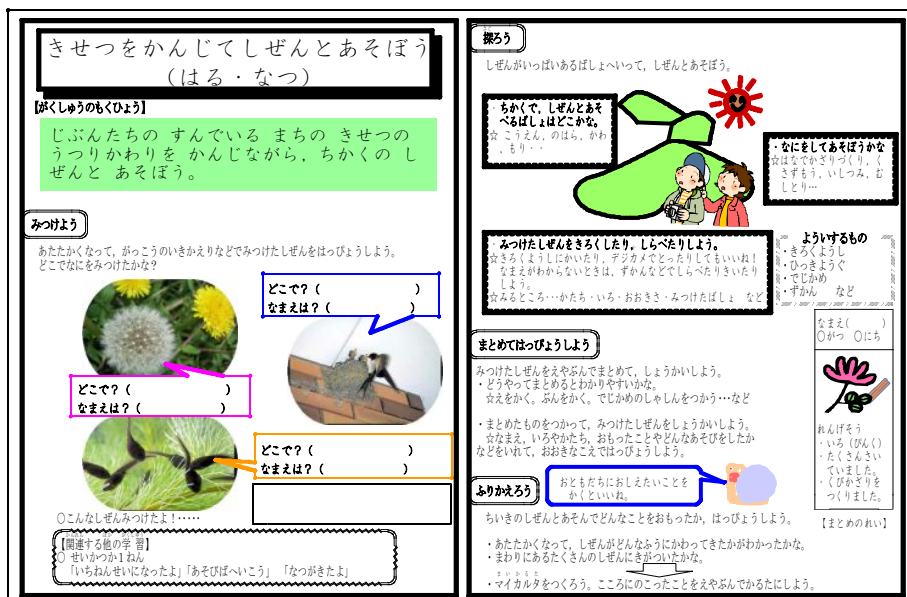 きせつをかんじてしぜんとあそぼう
(はる・なつ)
【がくしゅうのもくひょう】
じぶんたちの すんでいる まちの きせつの
うつりかわりを かんじながら，ちかくの し
ぜんと あそぼう。
みつけよう
あたたかくなって，がっこうのいきかえりなどでみつけたしぜんをはっぴょうしよう。
どこでなにをみつけたかな？
どこで？（　　　　　　　）
なまえは？（　　　　　　　）
どこで？（　　　　　　　）
なまえは？（　　　　　　　）
どこで？（　　　　　　　）
なまえは？（　　　　　　　）
○こんなしぜんみつけたよ！・・・・・
【関連する他の学習】
○ せいかつか１ねん
「いちねんせいになったよ」「あそびばへいこう」　「なつがきたよ」
探ろう
しぜんがいっぱいあるばしょへいって，しぜんとあそぼう。
・ちかくで，しぜんとあそ
べるばしょはどこかな。
☆ こうえん，のはら，かわ
，もり・・
・なにをしてあそぼうかな
☆はなでかざりづくり，く
さずもう，いしつみ，む
しとり…
・みつけたしぜんをきろくしたり，しらべたりしよう。
☆きろくようしにかいたり，デジカメでとったりしてもいいね！
なまえがわからないときは，ずかんなどでしらべたりきいたり
しよう。
☆みるところ…かたち・いろ・おおきさ・みつけたばしょ　など
よういするもの
・きろくようし
・ひっきようぐ
・でじかめ
・ずかん　など
まとめてはっぴょうしよう
みつけたしぜんをえやぶんでまとめて，しょうかいしよう。
・どうやってまとめるとわかりやすいかな。
☆えをかく。ぶんをかく。でじかめのしゃしんをつかう…など
・まとめたものをつかって，みつけたしぜんをしょうかいしよう。
☆なまえ，いろやかたち，おもったことやどんなあそびをしたか
などをいれて，おおきなこえではっぴょうしよう。
おともだちにおしえたいことを
かくといいね。
なまえ(　　　)
○がつ　○にち
れんげそう
・いろ（ぴんく）
・たくさんさい
ていました。
・くびかざりを
つくりました。
【まとめのれい】
ふりかえろう
ちいきのしぜんとあそんでどんなことをおもったか，はっぴょうしよう。
・あたたかくなって，しぜんがどんなふうにかわってきたかがわかったかな。
・まわりにあるたくさんのしぜんにきがついたかな。
・マイカルタをつくろう。こころにのこったことをえやぶんでかるたにしよう。